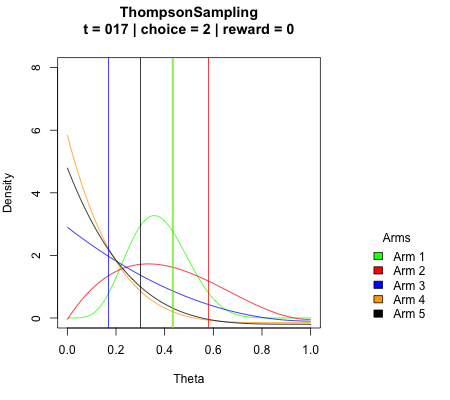 ThompsonSampling
t = 017 | choice = 2 | reward = 0
Density
8
6
4
2
0
0.0 0.2 0.4 0.6 0.8 1.0
Theta
Arms
Arm 1
Arm 2
Arm 3
Arm 4
Arm 5